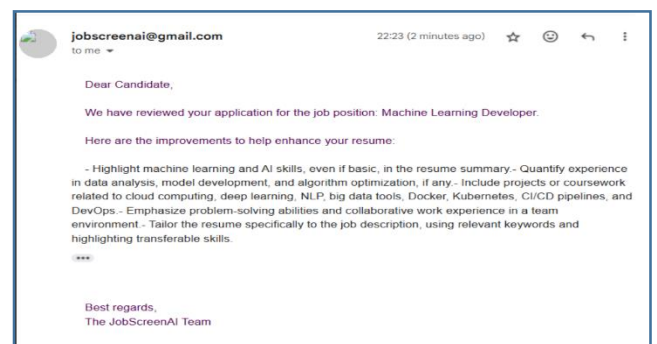 jobscreenai@gmail.com 22:23 (2 minutes ago)
to me
Dear Candidate,
We have reviewed your application for the job position: Machine Learning Developer.
Here are the improvements to help enhance your resume:
- Highlight machine learning and AI skills, even if basic, in the resume summary.- Quantify experience
in data analysis, model development, and algorithm optimization, if any.- Include projects or coursework
related to cloud computing, deep learning, NLP, big data tools, Docker, Kubernetes, CI/CD pipelines, and
DevOps.- Emphasize problem-solving abilities and collaborative work experience in a team
environment.- Tailor the resume specifically to the job description, using relevant keywords and
highlighting transferable skills.
Best regards,
The JobScreenAI Team